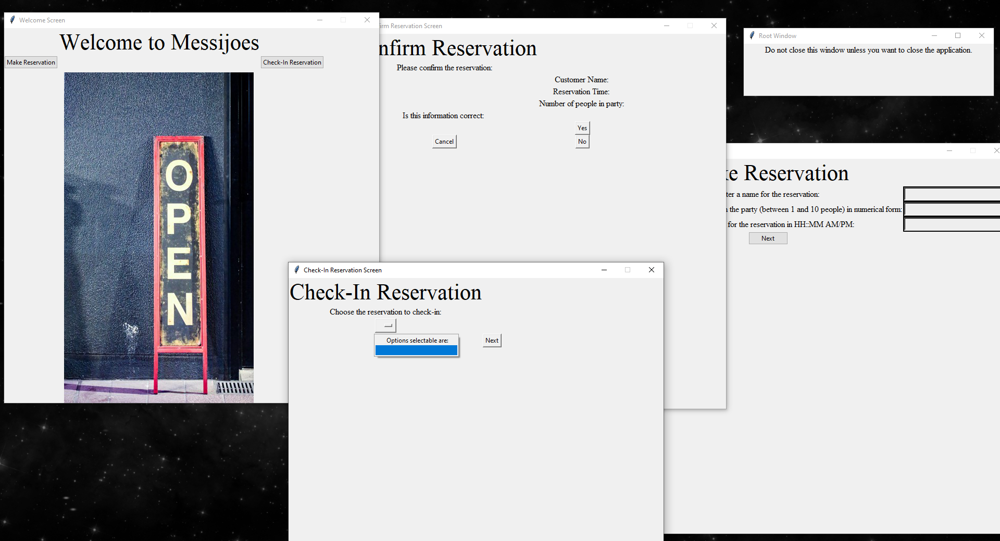 Welcome Screen
Welcome to Messijoes
Make Reservation
Check-In Reservation
OPEN
Reservation Screen
Reservation
Please confirm the reservation:
Customer Name:
Reservation Time:
Number of people in party:
Is this information correct:
Yes
Cancel
No
Root Window
Do not close this window unless you want to close the application.
Reservation
a name for the reservation:
the party (between 1 and 10 people) in numerical form:
for the reservation in HH::MM AM/PM:
Next
Check-In Reservation Screen
Check-In Reservation
Choose the reservation to check-in:
Options selectable are:
Next